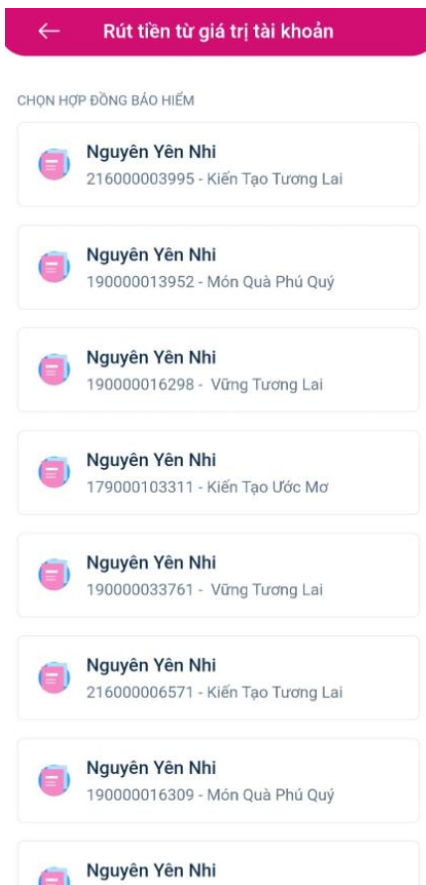 Rút tiền từ giá trị tài khoản
CHỌN HỢP ĐỒNG BẢO HIỂM
Nguyên Yên Nhi
216000003995 - Kiến Tạo Tương Lai
Nguyên Yên Nhi
190000013952 - Món Quà Phú Quý
Nguyên Yên Nhi
190000016298 - Vững Tương Lai
Nguyên Yên Nhi
179000103311 - Kiến Tạo Ước Mơ
Nguyên Yên Nhi
190000033761 - Vững Tương Lai
Nguyên Yên Nhi
216000006571 - Kiến Tạo Tương Lai
Nguyên Yên Nhi
190000016309 - Món Quà Phú Quý
Nguyên Yên Nhi